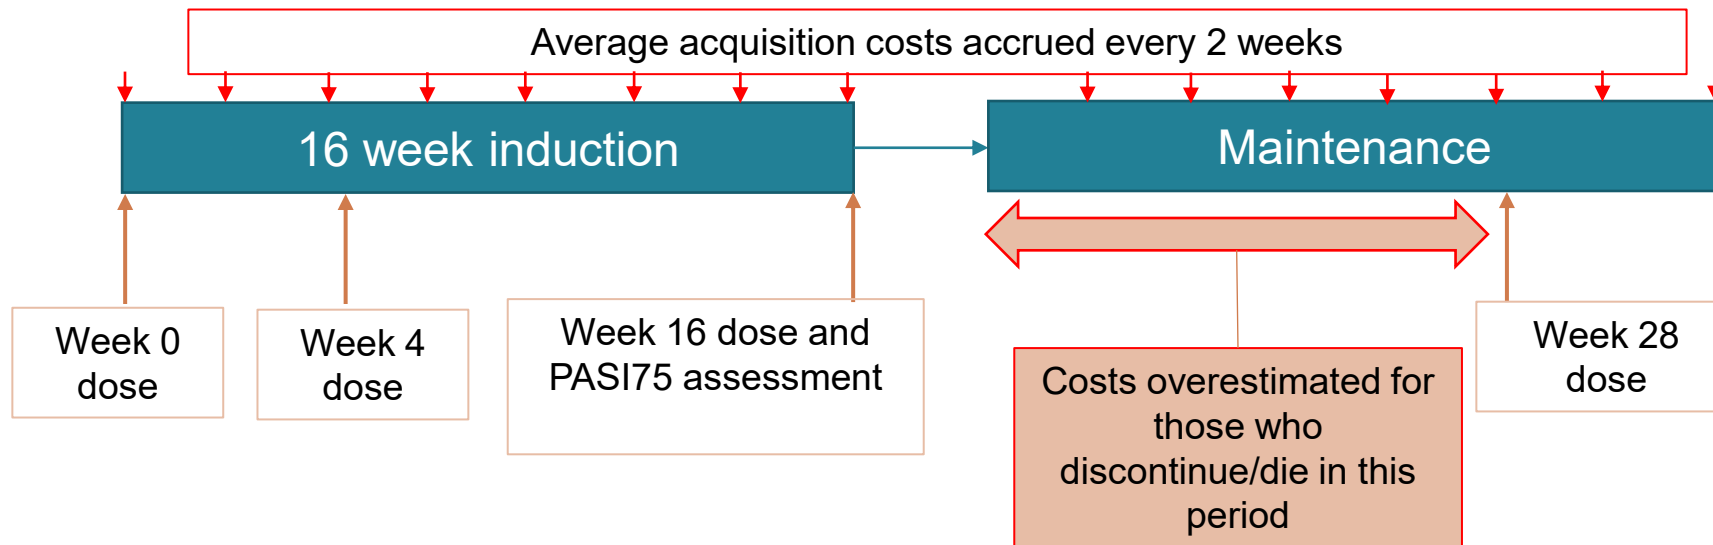 Average acquisition costs accrued every 2 weeks
16 week induction
Maintenance
Week 0
dose
Week 4
dose
Week 16 dose and
PASI75 assessment
Costs overestimated for
those who
discontinue/die in this
period
Week 28
dose